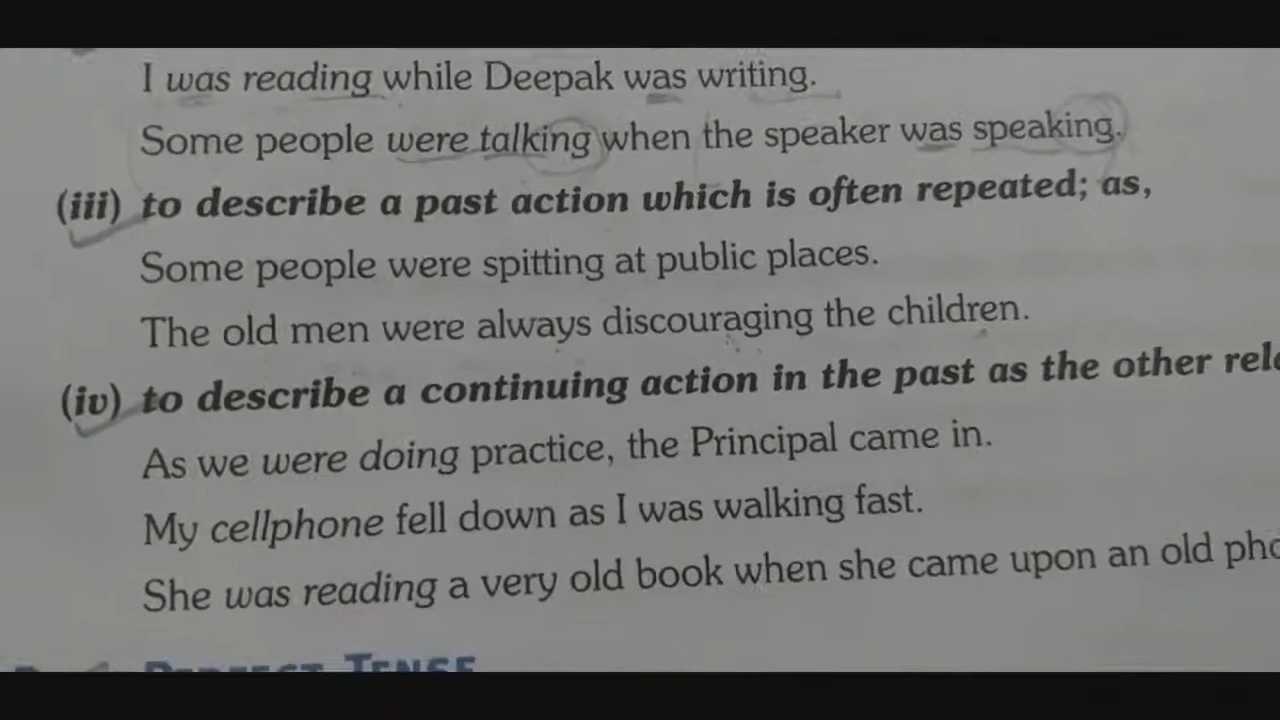 I was reading while Deepak was writing.
Some people were talking when the speaker was speaking.
(iii) to describe a past action which is often repeated; as,
Some people were spitting at public places.
The old men were always discouraging the children.
(iv) to describe a continuing action in the past as the other
As we were doing practice, the Principal came in.
My cellphone fell down as I was walking fast.
She was reading a very old book when she came upon an old
PERFECT TENSE